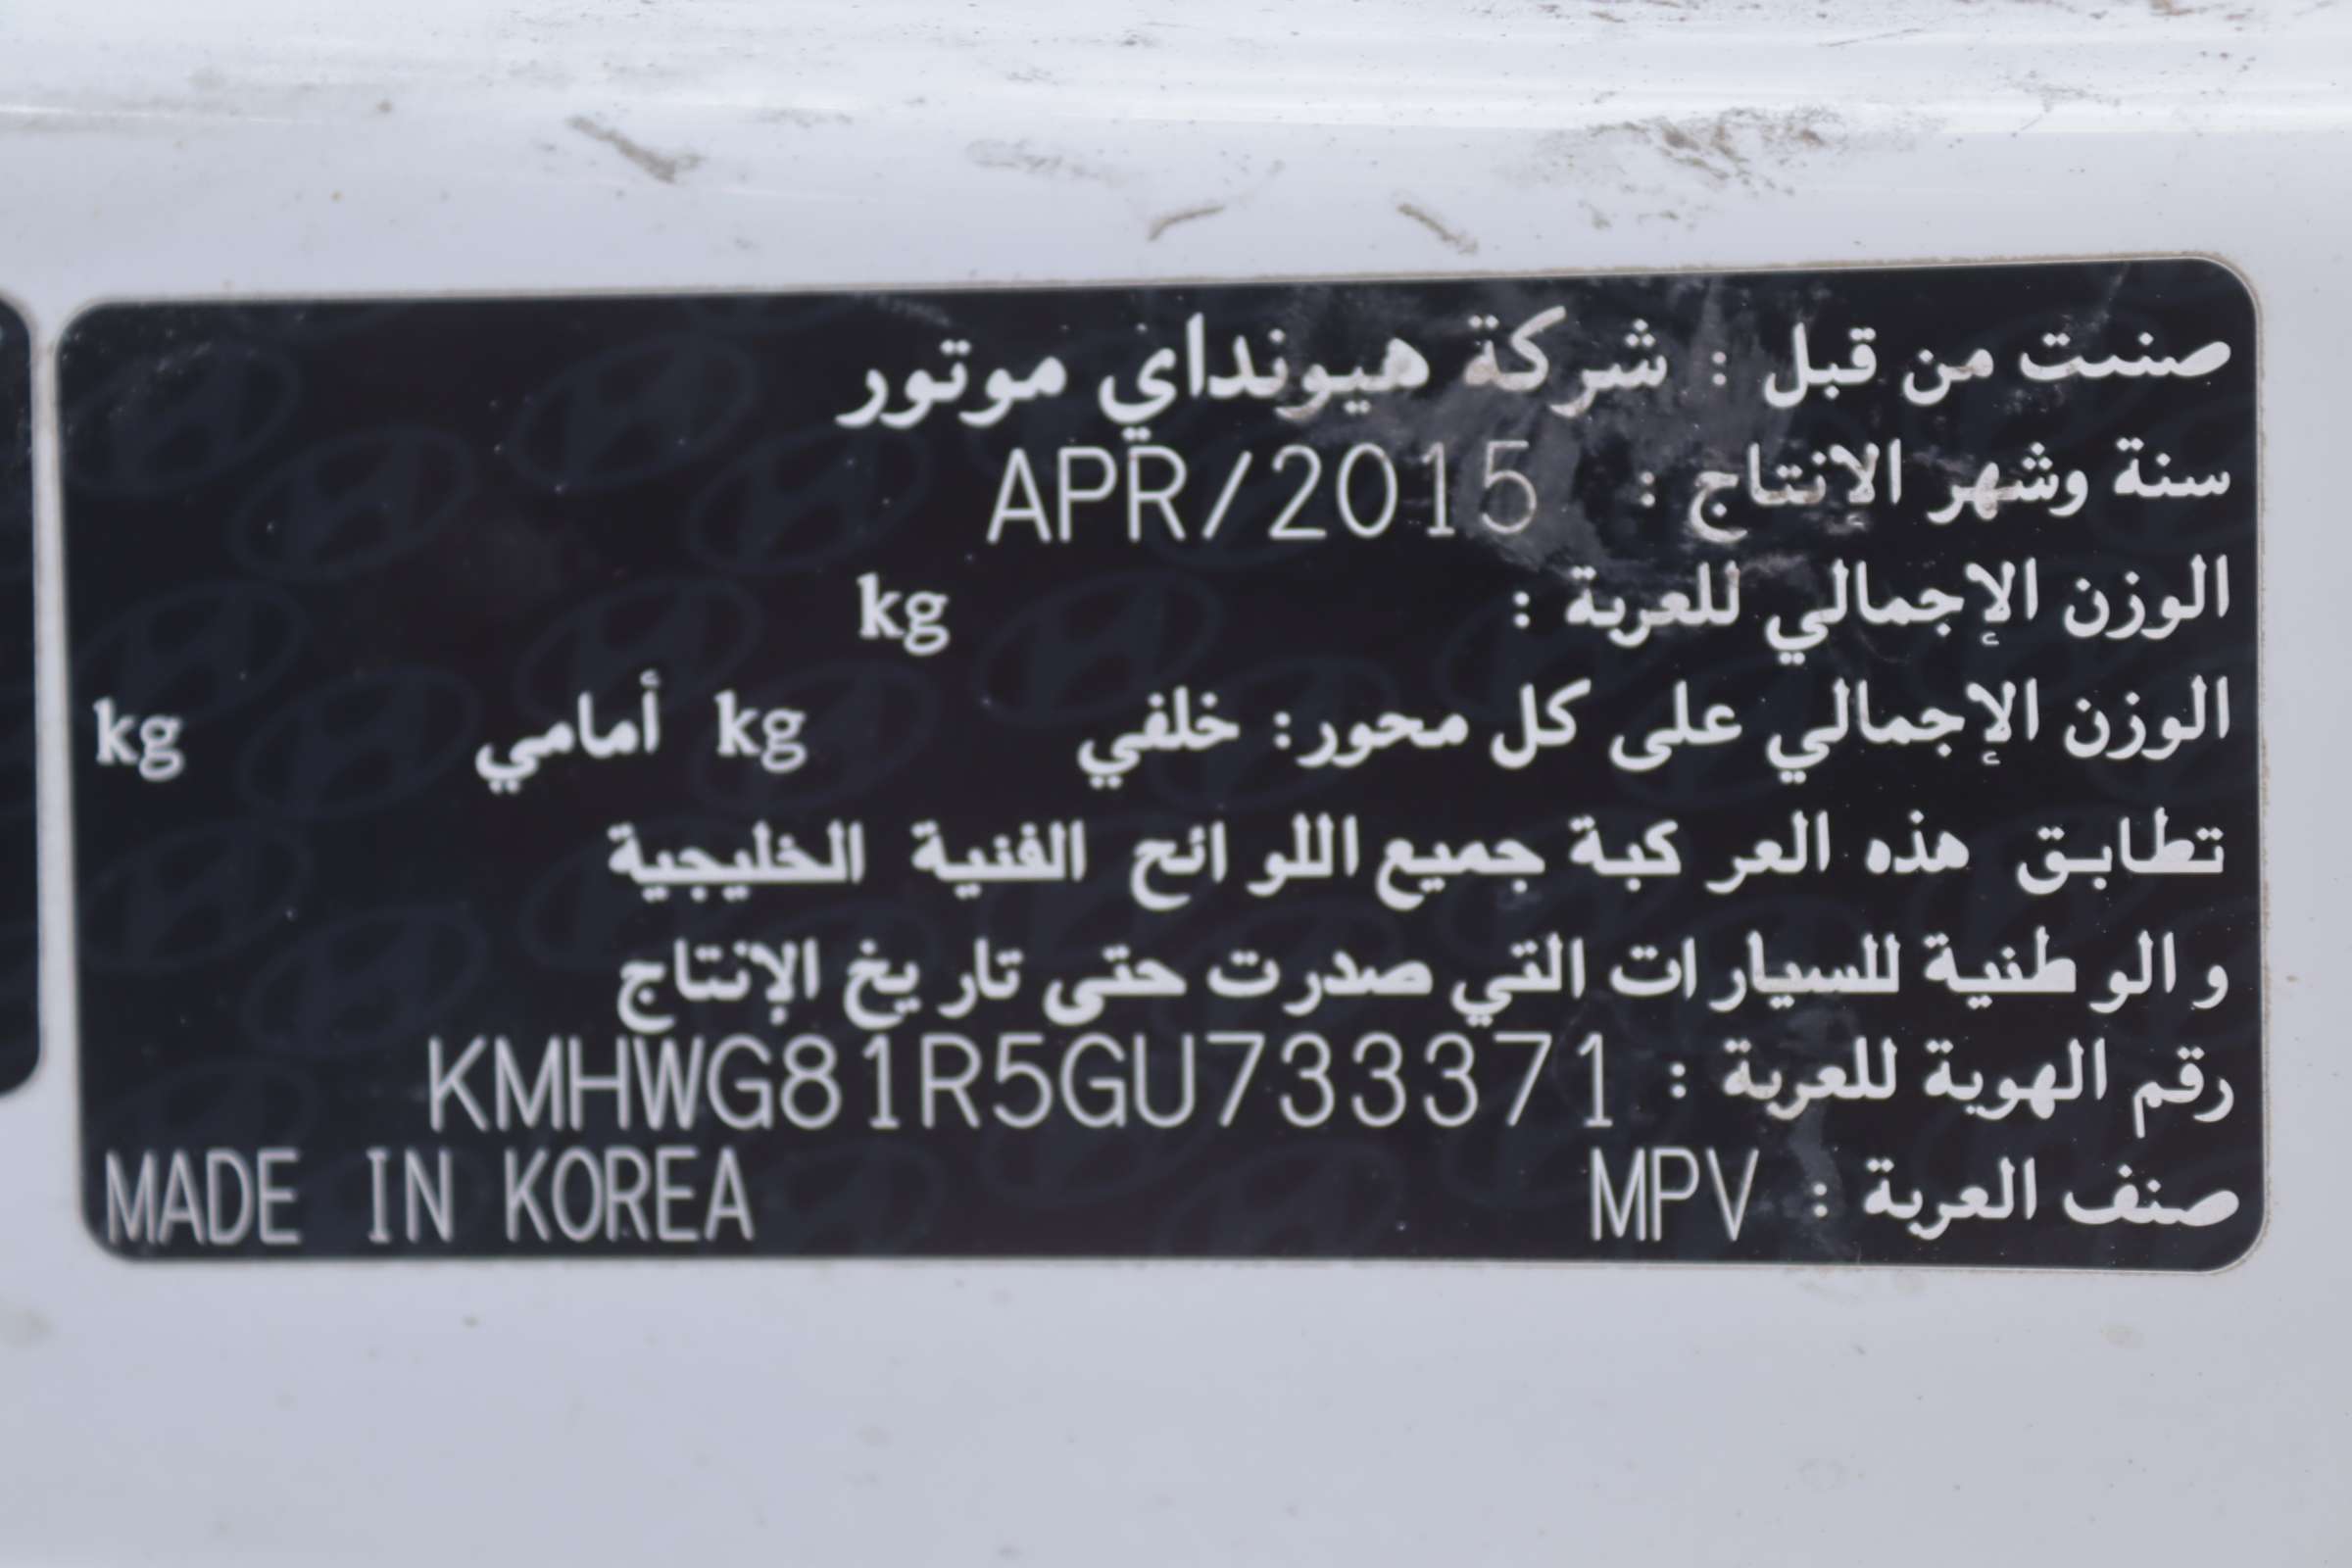 صنت من قبل : شركة هيونداي موتور
سنة وشهر الإنتاج : APR/2015
الوزن الإجمالي للعربة : kg
الوزن الإجمالي على كل محور: خلفي kg أمامي kg
تطابق هذه العركبة جميع اللوائح الفنية الخليجية
والوطنية للسيارات التي صدرت حتى تاريخ الإنتاج
رقم الهوية للعربة : KMHWG81R5GU733371
صنف العربة : MPV MADE IN KOREA